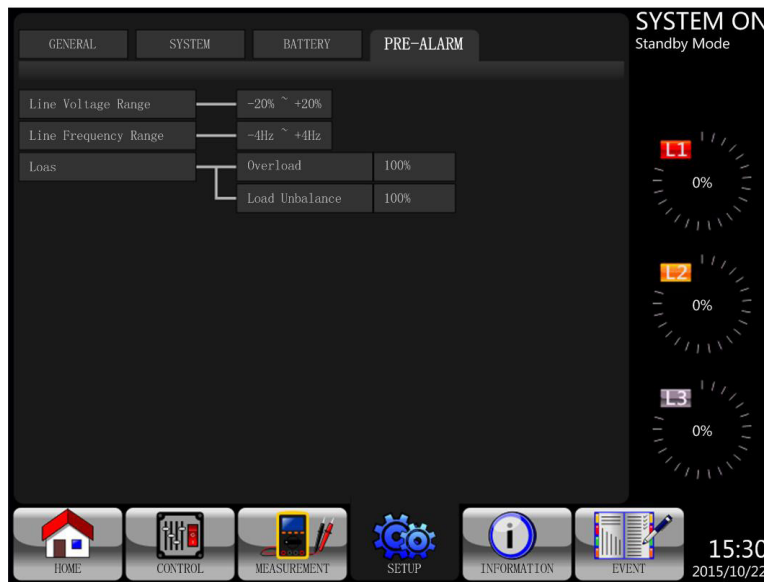 GENERAL SYSTEM BATTERY PRE-ALARM
SYSTEM ON
Standby Mode
Line Voltage Range -20% ~ +20%
Line Frequency Range -4Hz ~ +4Hz
Loas Overload 100%
Load Unbalance 100%
L1
0%
L2
0%
L3
0%
HOME CONTROL MEASUREMENT SETUP INFORMATION EVENT
15:30
2015/10/22